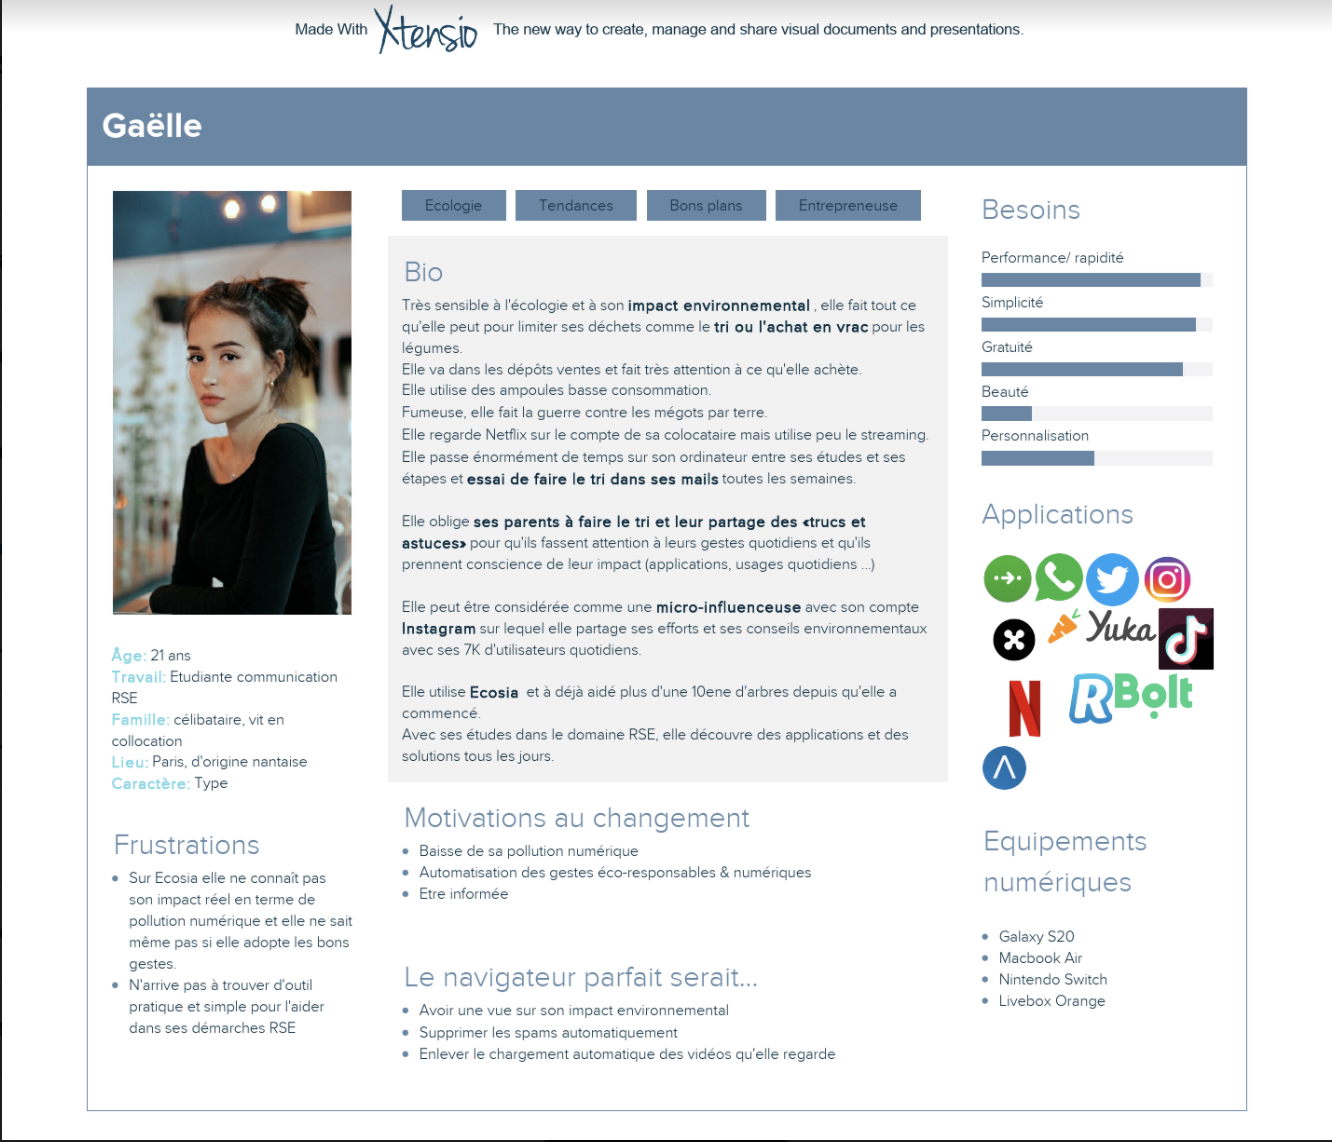 Made With Xtensio The new way to create, manage and share visual documents and presentations.
Gaëlle
Âge: 21 ans
Travail: Etudiante communication
RSE
Famille: célibataire, vit en
collocation
Lieu: Paris, d'origine nantaise
Caractère: Type
Frustrations
Sur Ecosia elle ne connaît pas
son impact réel en terme de
pollution numérique et elle ne sait
même pas si elle adopte les bons
gestes.
N'arrive pas à trouver d'outil
pratique et simple pour l'aider
dans ses démarches RSE
Ecologie
Tendances
Bons plans
Entrepreneuse
Bio
Très sensible à l'écologie et à son impact environnemental , elle fait tout ce
qu'elle peut pour limiter ses déchets comme le tri ou l'achat en vrac pour les
légumes.
Elle va dans les dépôts ventes et fait très attention à ce qu'elle achète.
Elle utilise des ampoules basse consommation.
Fumeuse, elle fait la guerre contre les mégots par terre.
Elle regarde Netflix sur le compte de sa colocataire mais utilise peu le streaming.
Elle passe énormément de temps sur son ordinateur entre ses études et ses
étapes et essai de faire le tri dans ses mails toutes les semaines.
Elle oblige ses parents à faire le tri et leur partage des «trucs et
astuces» pour qu'ils fassent attention à leurs gestes quotidiens et qu'ils
prennent conscience de leur impact (applications, usages quotidiens ...)
Elle peut être considérée comme une micro-influenceuse avec son compte
Instagram sur lequel elle partage ses efforts et ses conseils environnementaux
avec ses 7K d'utilisateurs quotidiens.
Elle utilise Ecosia et à déjà aidé plus d'une 10ene d'arbres depuis qu'elle a
commencé.
Avec ses études dans le domaine RSE, elle découvre des applications et des
solutions tous les jours.
Motivations au changement
Baisse de sa pollution numérique
Automatisation des gestes éco-responsables & numériques
Etre informée
Le navigateur parfait serait...
Avoir une vue sur son impact environnemental
Supprimer les spams automatiquement
Enlever le chargement automatique des vidéos qu'elle regarde
Besoins
Performance/ rapidité
Simplicité
Gratuité
Beauté
Personnalisation
Applications
Yuka
N
R Bolt
Equipements
numériques
Galaxy S20
Macbook Air
Nintendo Switch
Livebox Orange